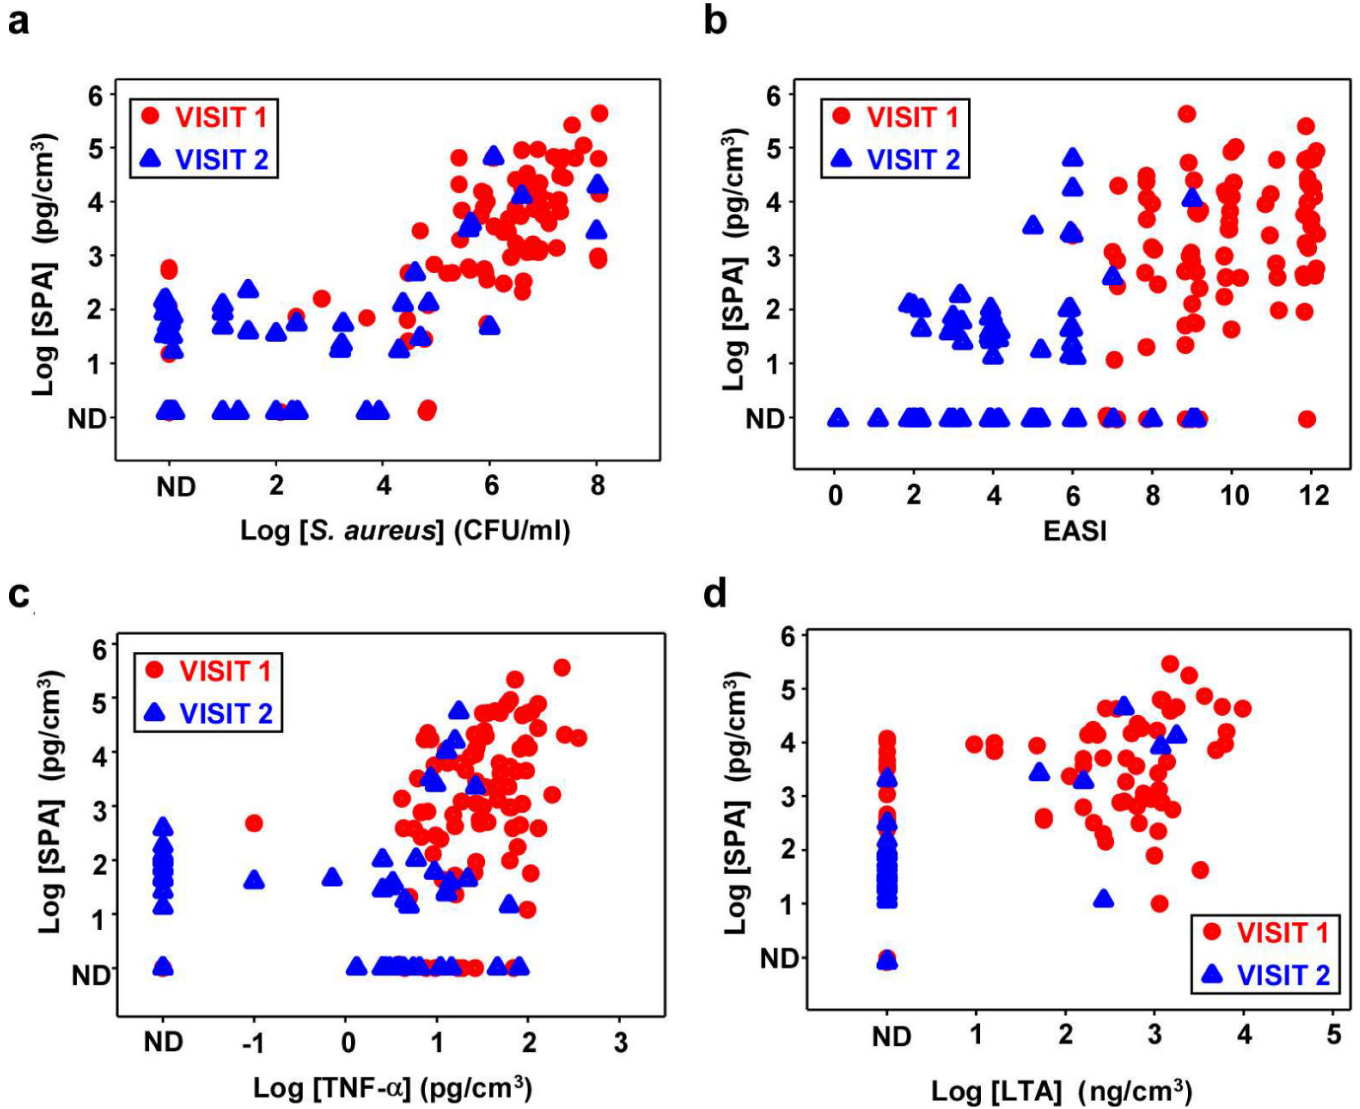 a
6
5
4
3
2
1
ND
Log [SPA] (pg/cm³)
VISIT 1
VISIT 2
ND 2 4 6 8
Log [S. aureus] (CFU/ml)
b
6
5
4
3
2
1
ND
Log [SPA] (pg/cm³)
VISIT 1
VISIT 2
0 2 4 6 8 10 12
EASI
c
6
5
4
3
2
1
ND
Log [SPA] (pg/cm³)
VISIT 1
VISIT 2
ND -1 0 1 2 3
Log [TNF-α] (pg/cm³)
d
6
5
4
3
2
1
ND
Log [SPA] (pg/cm³)
VISIT 1
VISIT 2
ND 1 2 3 4 5
Log [LTA] (ng/cm³)